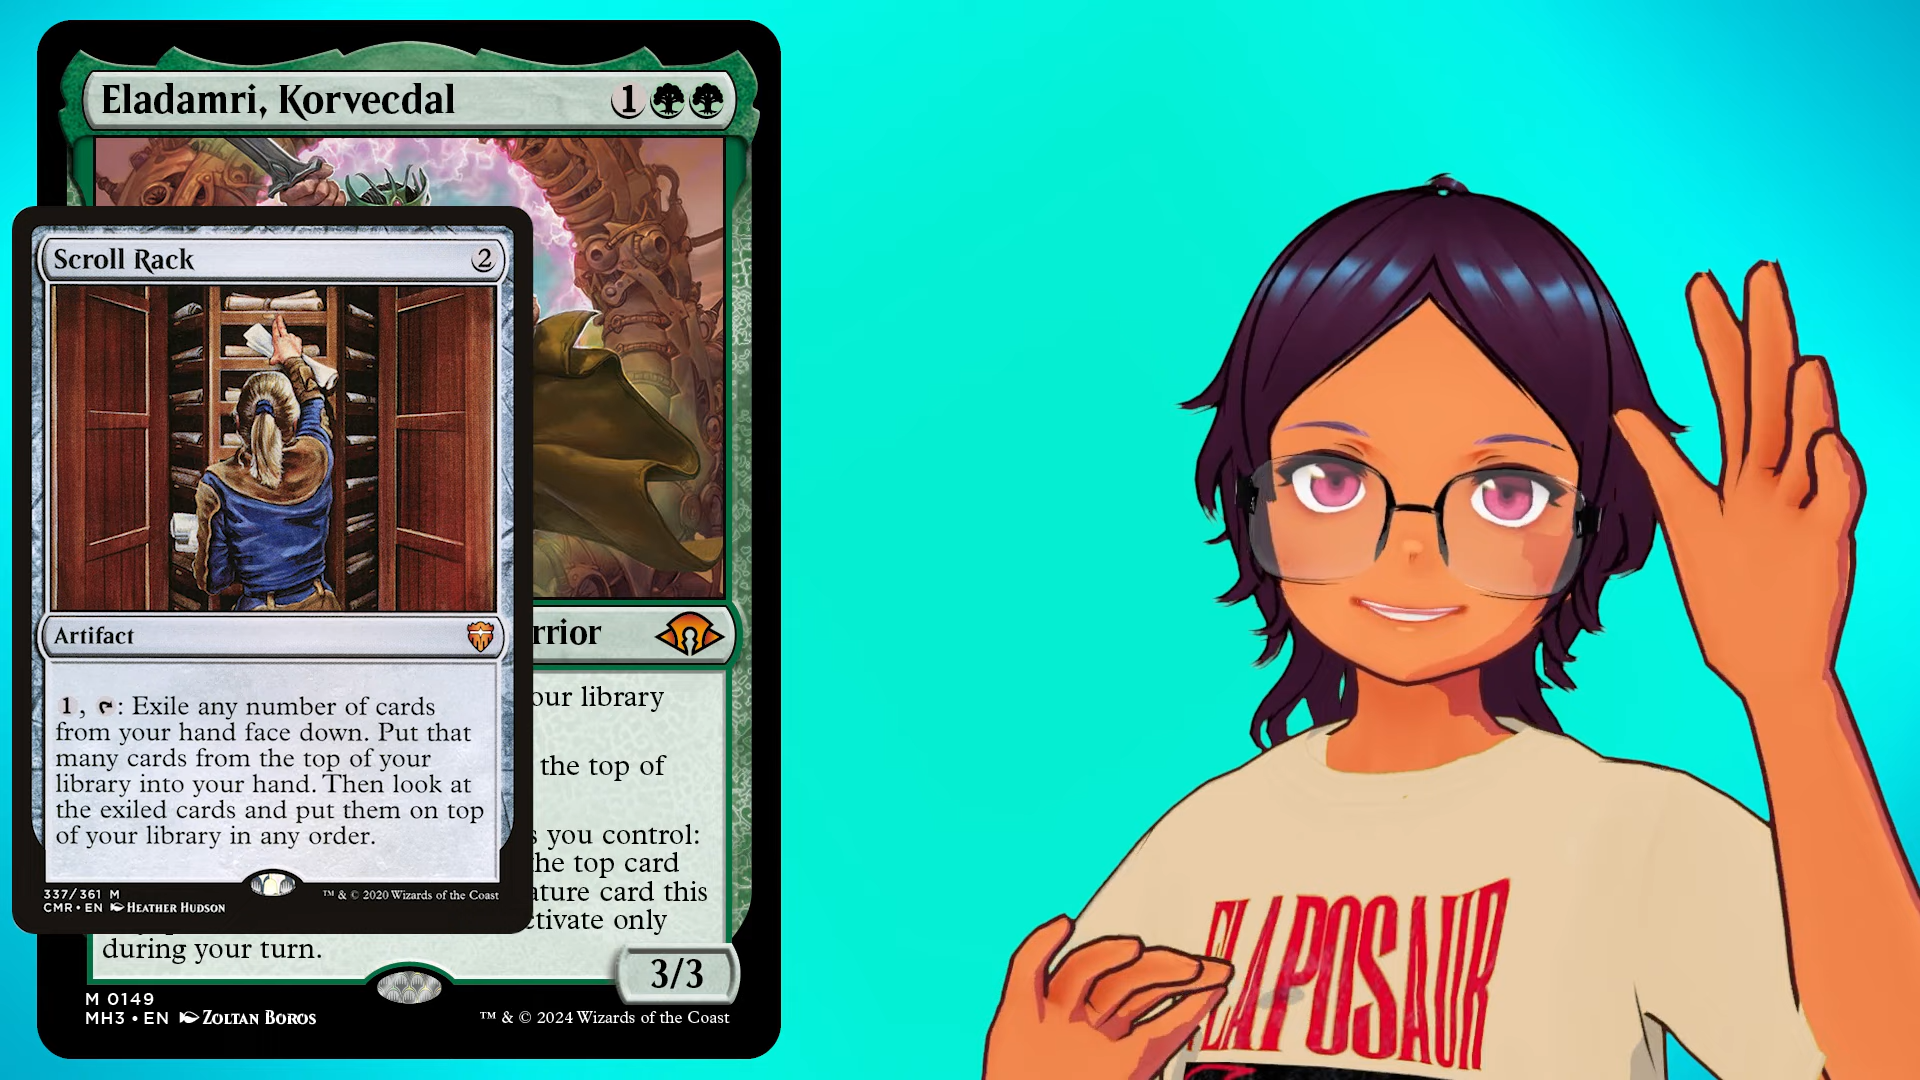 Eladamri, Korvecdal 1
Scroll Rack 2
Artifact
1, : Exile any number of cards
from your hand face down. Put that
many cards from the top of your
library into your hand. Then look at
the exiled cards and put them on top
of your library in any order.
337/361 M
CMR • EN HEATHER HUDSON
™ & © 2020 Wizards of the Coast
rrior
our library
the top of
s you control:
he top card
ature card this
ctivate only
during your turn.
3/3
M 0149
MH3 • EN ZOLTAN BOROS
™ & © 2024 Wizards of the Coast
ELAPOSAUR